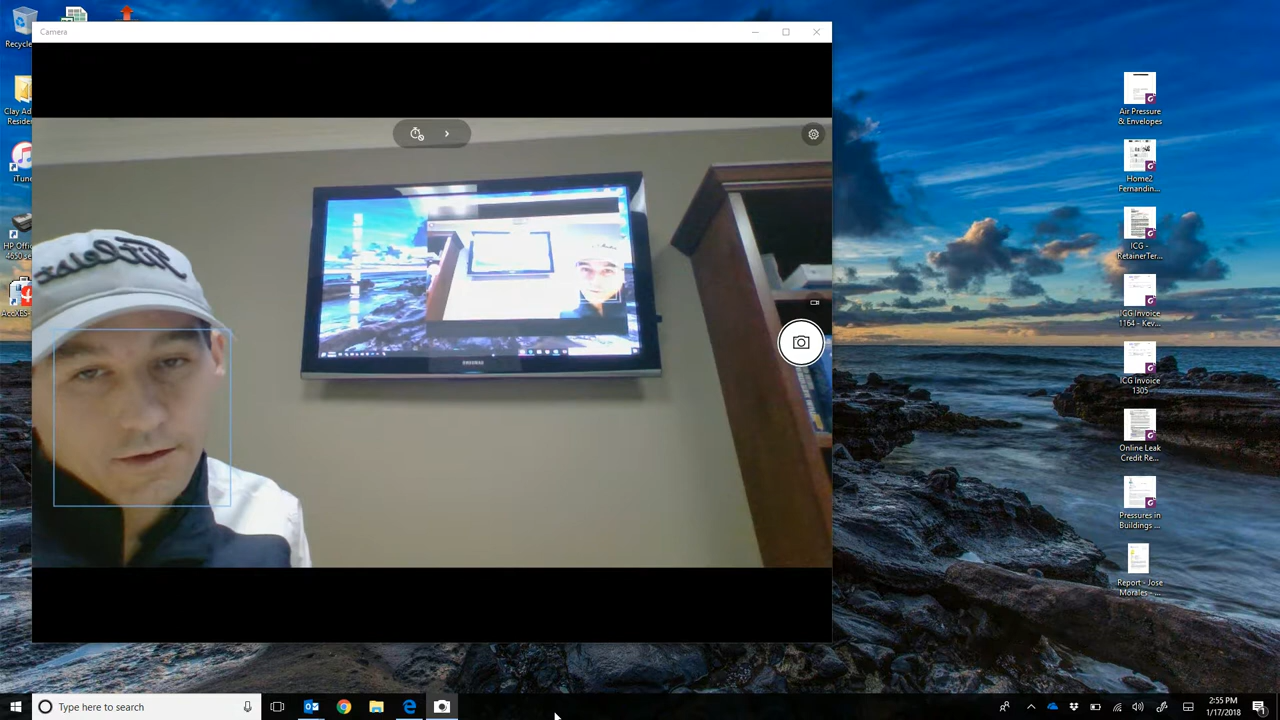 Camera
Recycle
Clay Ad
Reside
iTune
HP Offic
4650 se
AccXES-
Titleist
SAMSUNG
Air Pressure
& Envelopes
Home2
Fernandin...
ICG -
RetainerTer...
ICG Invoice
1164 - Kev...
ICG Invoice
1305
Online Leak
Credit Re...
Pressures in
Buildings ...
Report - Jose
Morales - ...
Type here to search
2:55 PM
1/17/2018
1